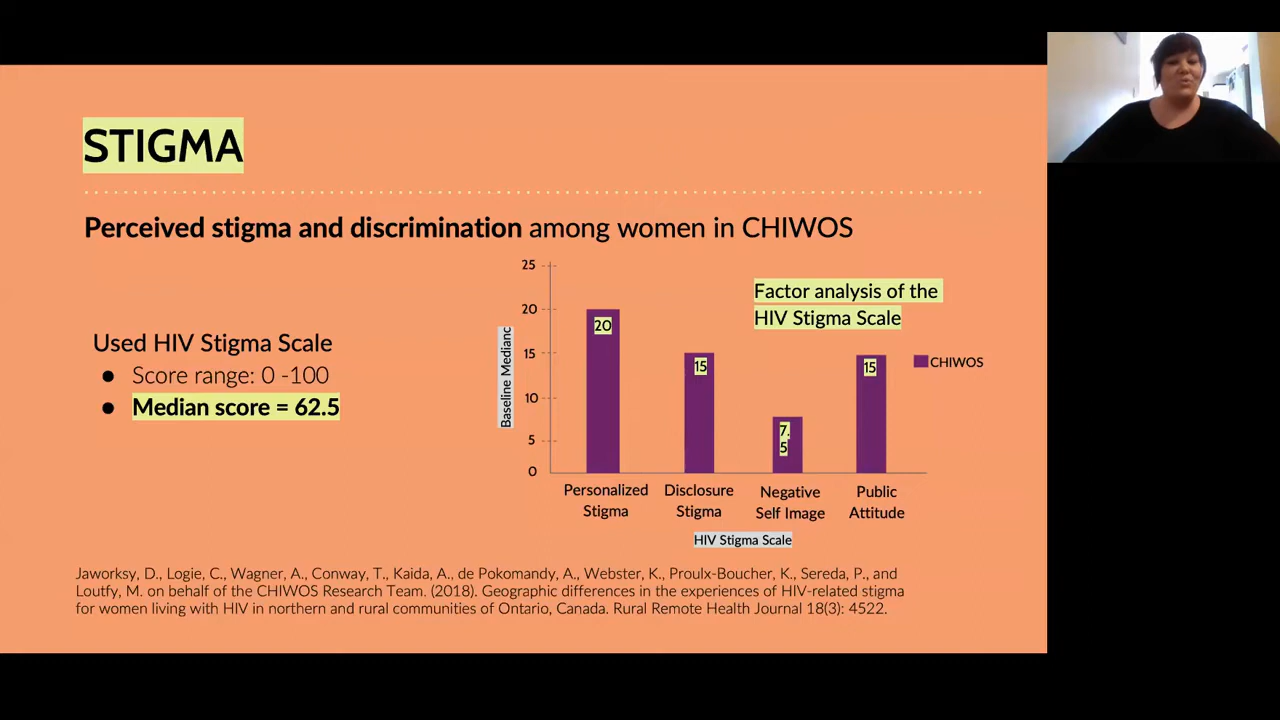 STIGMA
Perceived stigma and discrimination among women in CHIWOS
Used HIV Stigma Scale
● Score range: 0 -100
● Median score = 62.5
25
20
15
10
5
0
Baseline Medianc
20
15
7.
5
15
Factor analysis of the
HIV Stigma Scale
CHIWOS
Personalized
Stigma
Disclosure
Stigma
Negative
Self Image
Public
Attitude
HIV Stigma Scale
Jaworksy, D., Logie, C., Wagner, A., Conway, T., Kaida, A., de Pokomandy, A., Webster, K., Proulx-Boucher, K., Sereda, P., and
Loutfy, M. on behalf of the CHIWOS Research Team. (2018). Geographic differences in the experiences of HIV-related stigma
for women living with HIV in northern and rural communities of Ontario, Canada. Rural Remote Health Journal 18(3): 4522.